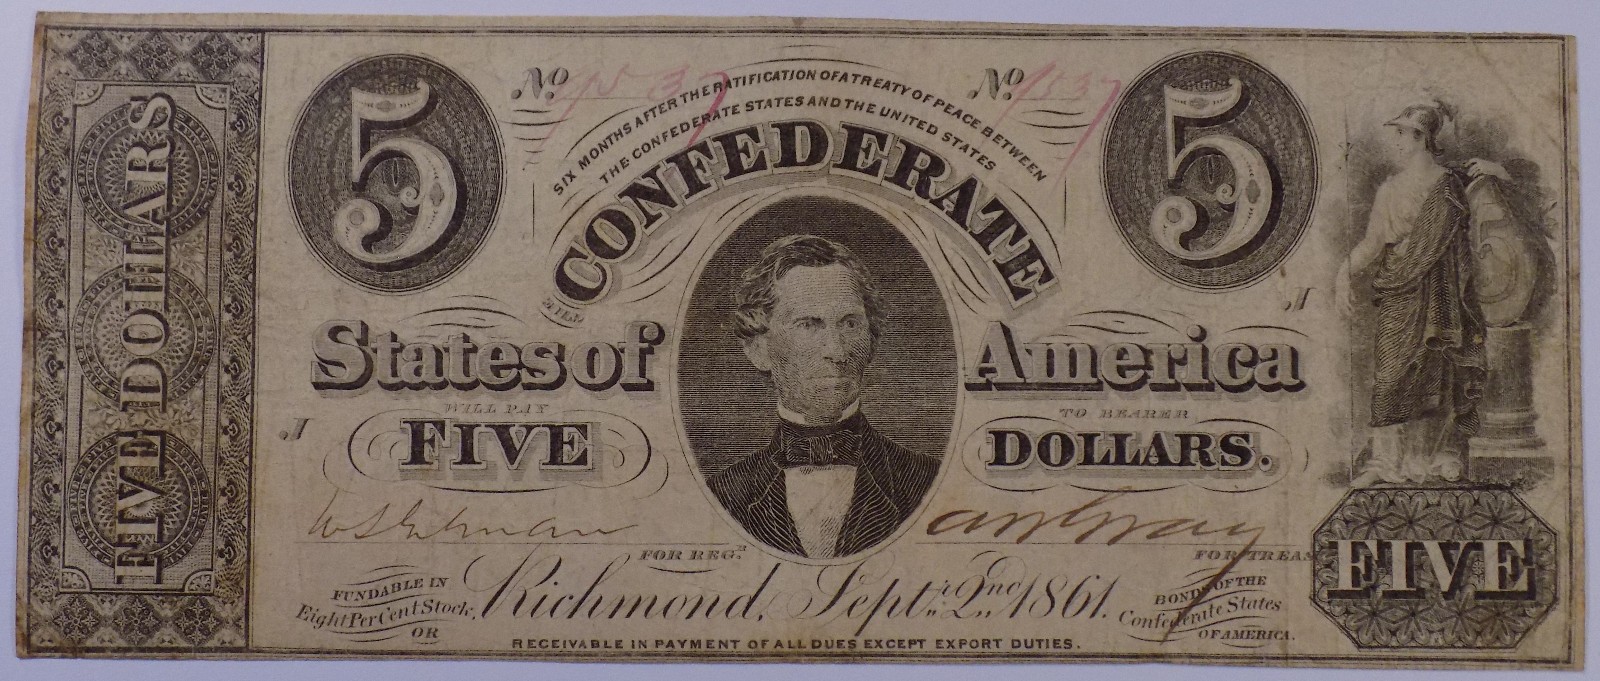 FIVE DOLLARS
5
No 
No 
5
SIX MONTHS AFTER THE RATIFICATION OF A TREATY OF PEACE BETWEEN
THE CONFEDERATE STATES AND THE UNITED STATES
CONFEDERATE
States of America
WILL PAY TO BEARER
J
J
FIVE DOLLARS.
5
FOR REGR
FOR TREAS
FIVE
FUNDABLE IN
Eight Per Cent Stock,
OR
Richmond, Septr. 2nd, 1861.
BONDS OF THE
Confederate States
OF AMERICA.
RECEIVABLE IN PAYMENT OF ALL DUES EXCEPT EXPORT DUTIES.